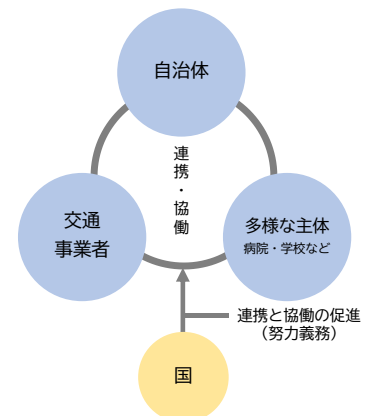 自治体
連携・協働
交通
事業者
多様な主体
病院・学校など
連携と協働の促進
（努力義務）
国